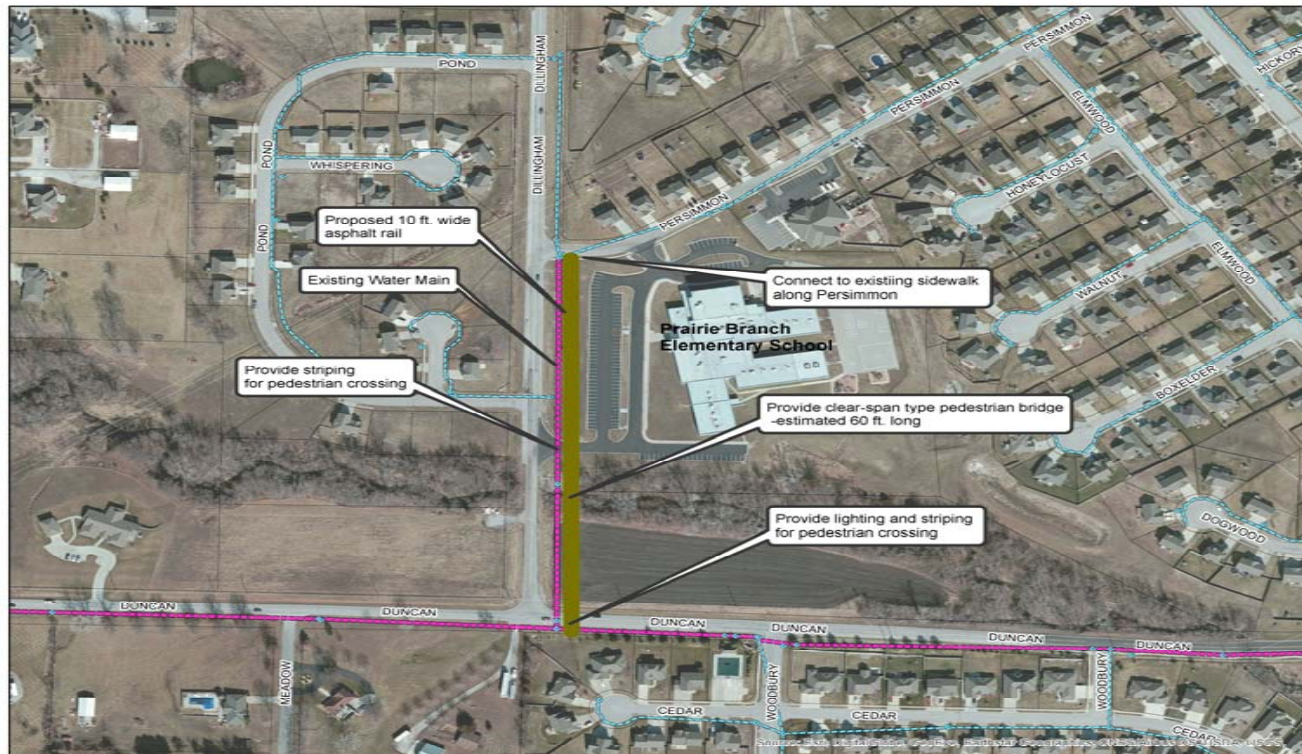 PERSIMMON
HICKORY
POND
DILLINGHAM
PERSIMMON
ELMWOOD
POND
WHISPERING
DILLINGHAM
HONEYLOCUST
PERSIMMON
Proposed 10 ft. wide
asphalt rail
POND
ELMWOOD
Existing Water Main
Connect to existiing sidewalk
along Persimmon
WALNUT
Prairie Branch
Elementary School
Provide striping
for pedestrian crossing
BOXELDER
Provide clear-span type pedestrian bridge
-estimated 60 ft. long
Provide lighting and striping
for pedestrian crossing
DOGWOOD
DUNCAN
DUNCAN
DUNCAN
DUNCAN
DUNCAN
DUNCAN
MEADOW
WOODBURY
WOODBURY
CEDAR
CEDAR
CEDAR